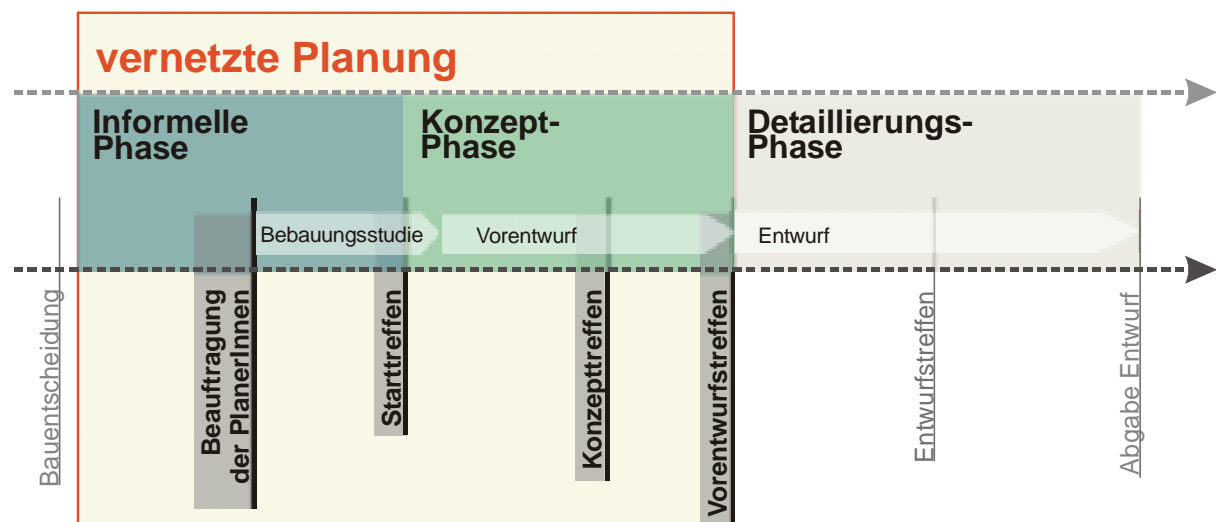 vernetzte Planung
Informelle
Phase
Konzept-
Phase
Detaillierungs-
Phase
Bebauungsstudie
Vorentwurf
Entwurf
Bauentscheidung
Beauftragung
der PlanerInnen
Starttreffen
Konzepttreffen
Vorentwurfstreffen
Entwurfstreffen
Abgabe Entwurf